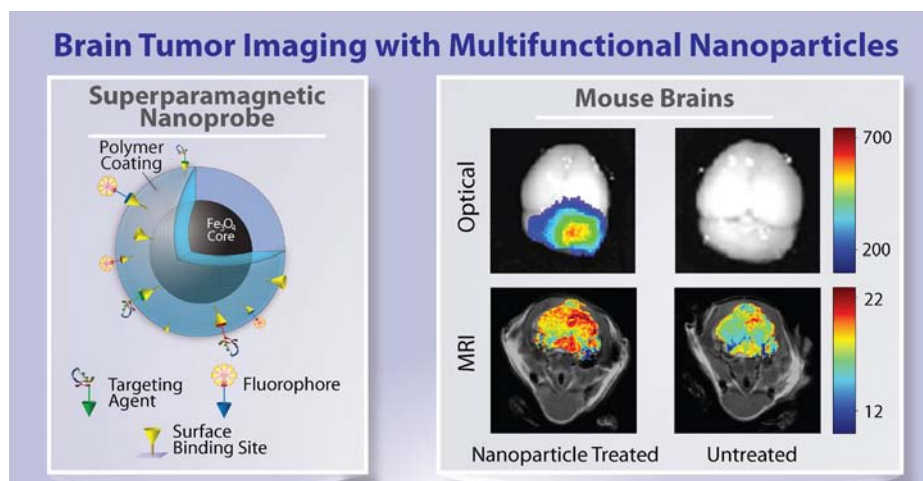 Brain Tumor Imaging with Multifunctional Nanoparticles
Superparamagnetic
Nanoprobe
Polymer
Coating
Fe₃O₄
Core
Targeting
Agent
Fluorophore
Surface
Binding Site
Mouse Brains
Optical
700
200
MRI
22
12
Nanoparticle Treated
Untreated